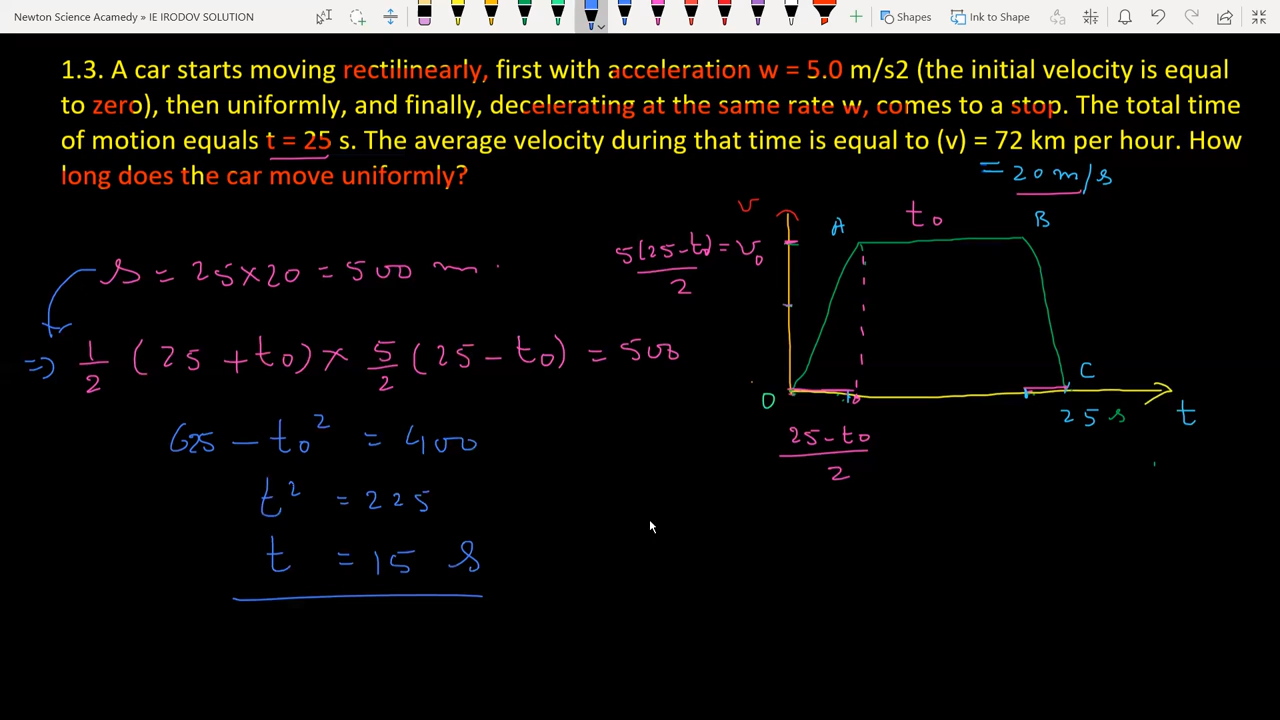 Newton Science Acamedy » IE IRODOV SOLUTION
Shapes
Ink to Shape
1.3. A car starts moving rectilinearly, first with acceleration w = 5.0 m/s2 (the initial velocity is equal
to zero), then uniformly, and finally, decelerating at the same rate w, comes to a stop. The total time
of motion equals t = 25 s. The average velocity during that time is equal to (v) = 72 km per hour. How
long does the car move uniformly?
= 20 m/s
v
A
t₀
B
5(25-t₀)/2 = v₀
s = 25×20 = 500 m.
⇒ 1/2 (25 + t₀) × 5/2 (25 - t₀) = 500
O
C
25 s
t
25 - t₀
2
625 - t₀² = 400
t² = 225
t = 15 s